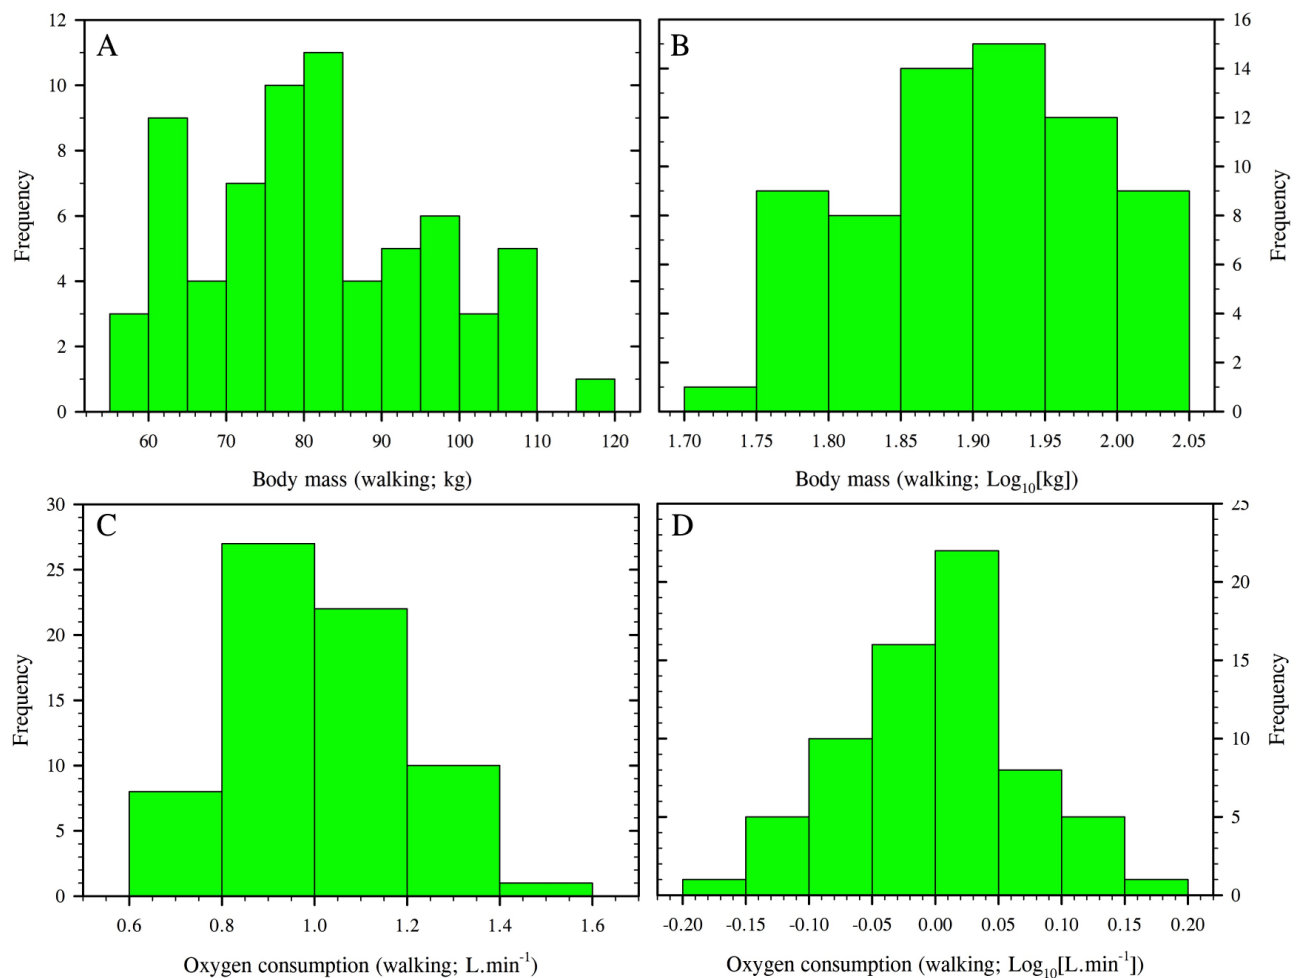 A
12
10
8
6
4
2
0
Frequency
60 70 80 90 100 110 120
Body mass (walking; kg)
B
16
14
12
10
8
6
4
2
0
Frequency
1.70 1.75 1.80 1.85 1.90 1.95 2.00 2.05
Body mass (walking; Log10[kg])
C
30
25
20
15
10
5
0
Frequency
0.6 0.8 1.0 1.2 1.4 1.6
Oxygen consumption (walking; L.min-1)
D
25
20
15
10
5
0
Frequency
-0.20 -0.15 -0.10 -0.05 0.00 0.05 0.10 0.15 0.20
Oxygen consumption (walking; Log10[L.min-1])